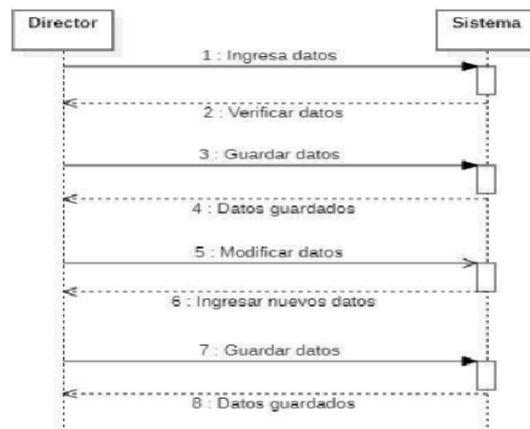 Director
Sistema
1 : Ingresa datos
2 : Verificar datos
3 : Guardar datos
4 : Datos guardados
5 : Modificar datos
6 : Ingresar nuevos datos
7 : Guardar datos
8 : Datos guardados